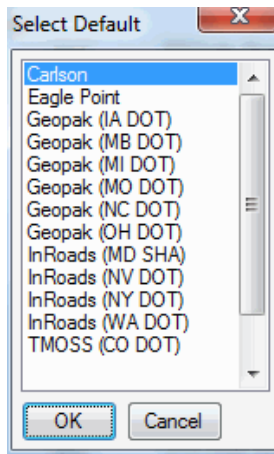 Select Default
Carlson
Eagle Point
Geopak (IA DOT)
Geopak (MB DOT)
Geopak (MI DOT)
Geopak (MO DOT)
Geopak (NC DOT)
Geopak (OH DOT)
InRoads (MD SHA)
InRoads (NV DOT)
InRoads (NY DOT)
InRoads (WA DOT)
TMOSS (CO DOT)
OK
Cancel